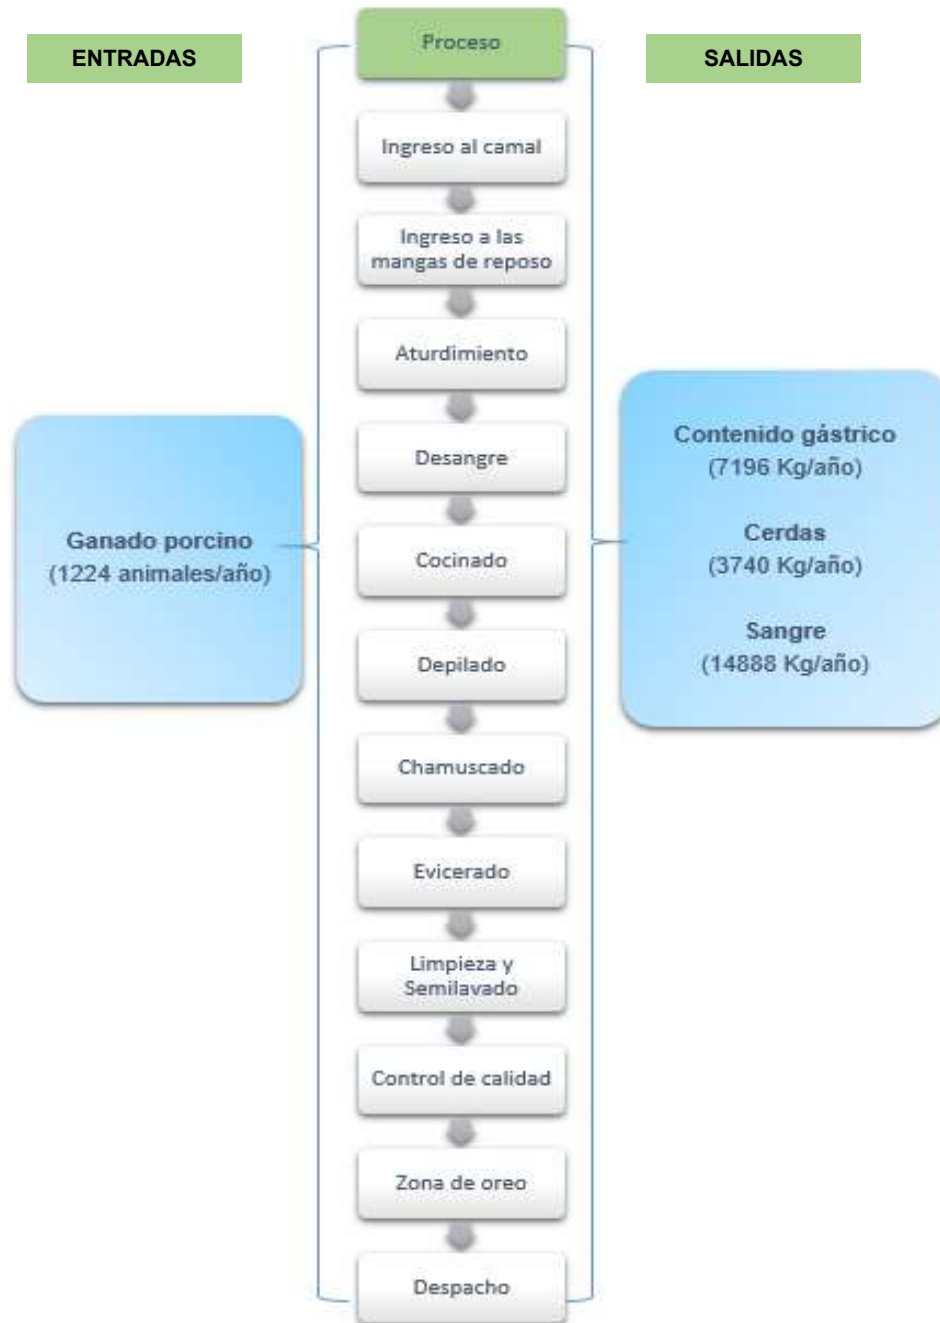 ENTRADAS
Proceso
SALIDAS
Ingreso al camal
Ingreso a las
mangas de reposo
Aturdimiento
Desangre
Cocinado
Depilado
Chamuscado
Evicerado
Limpieza y
Semilavado
Control de calidad
Zona de oreo
Despacho
Ganado porcino
(1224 animales/año)
Contenido gástrico
(7196 Kg/año)
Cerdas
(3740 Kg/año)
Sangre
(14888 Kg/año)